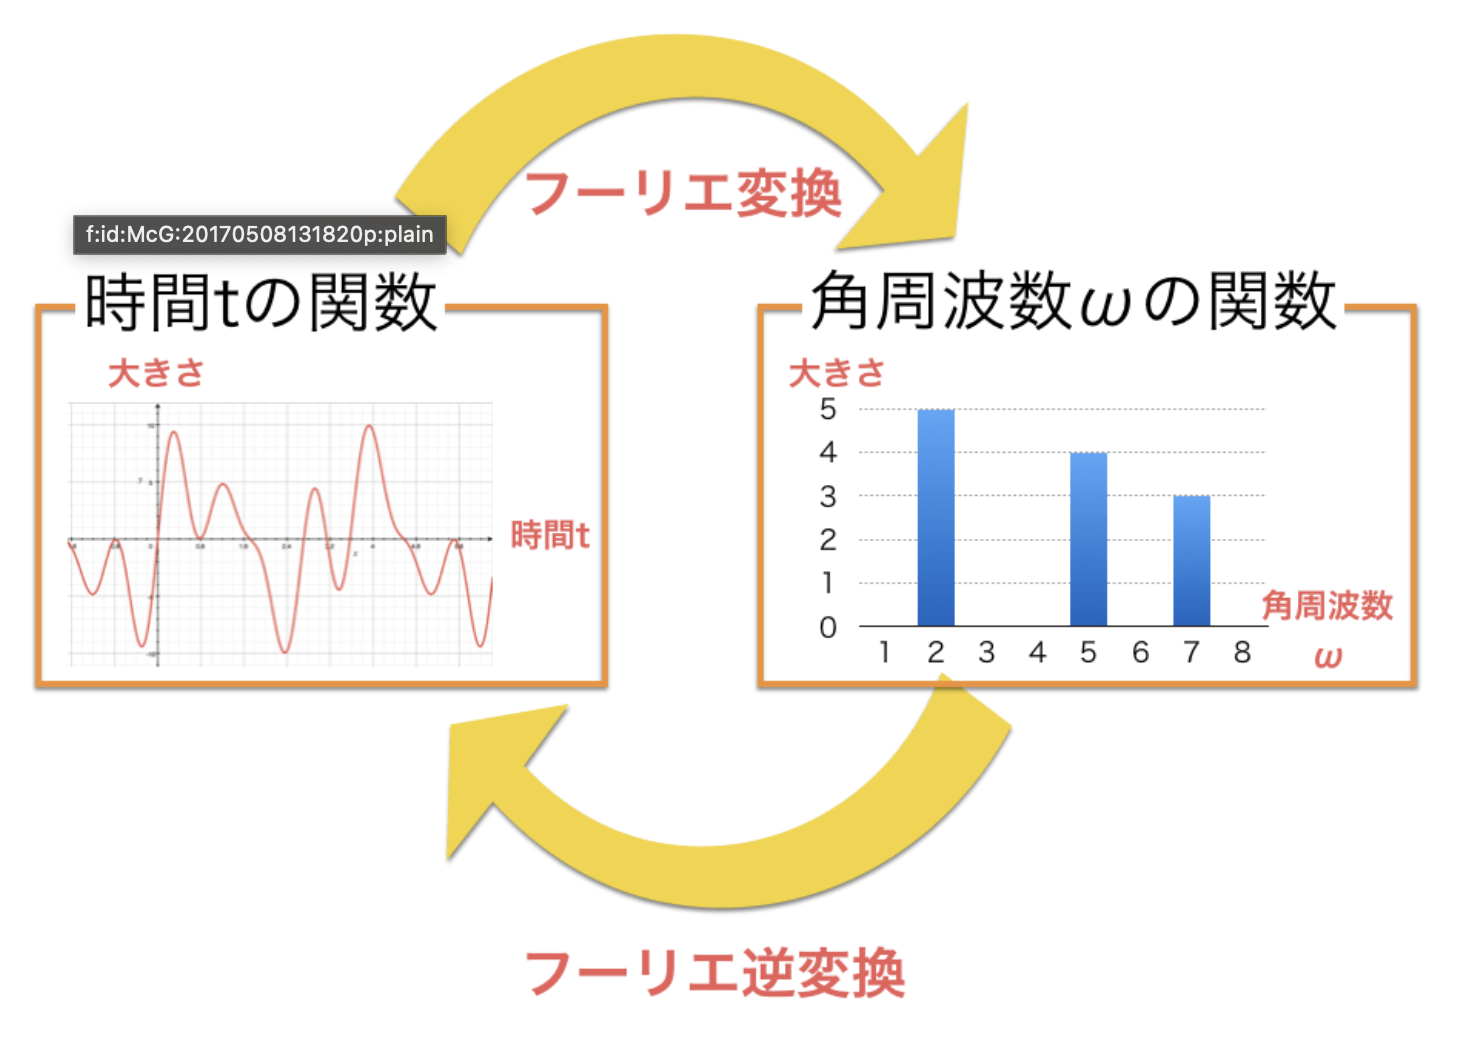 フーリエ変換
f:id:McG:20170508131820p:plain
時間tの関数
大きさ
時間t
角周波数ωの関数
大きさ
5
4
3
2
1
0
1 2 3 4 5 6 7 8
角周波数
ω
フーリエ逆変換